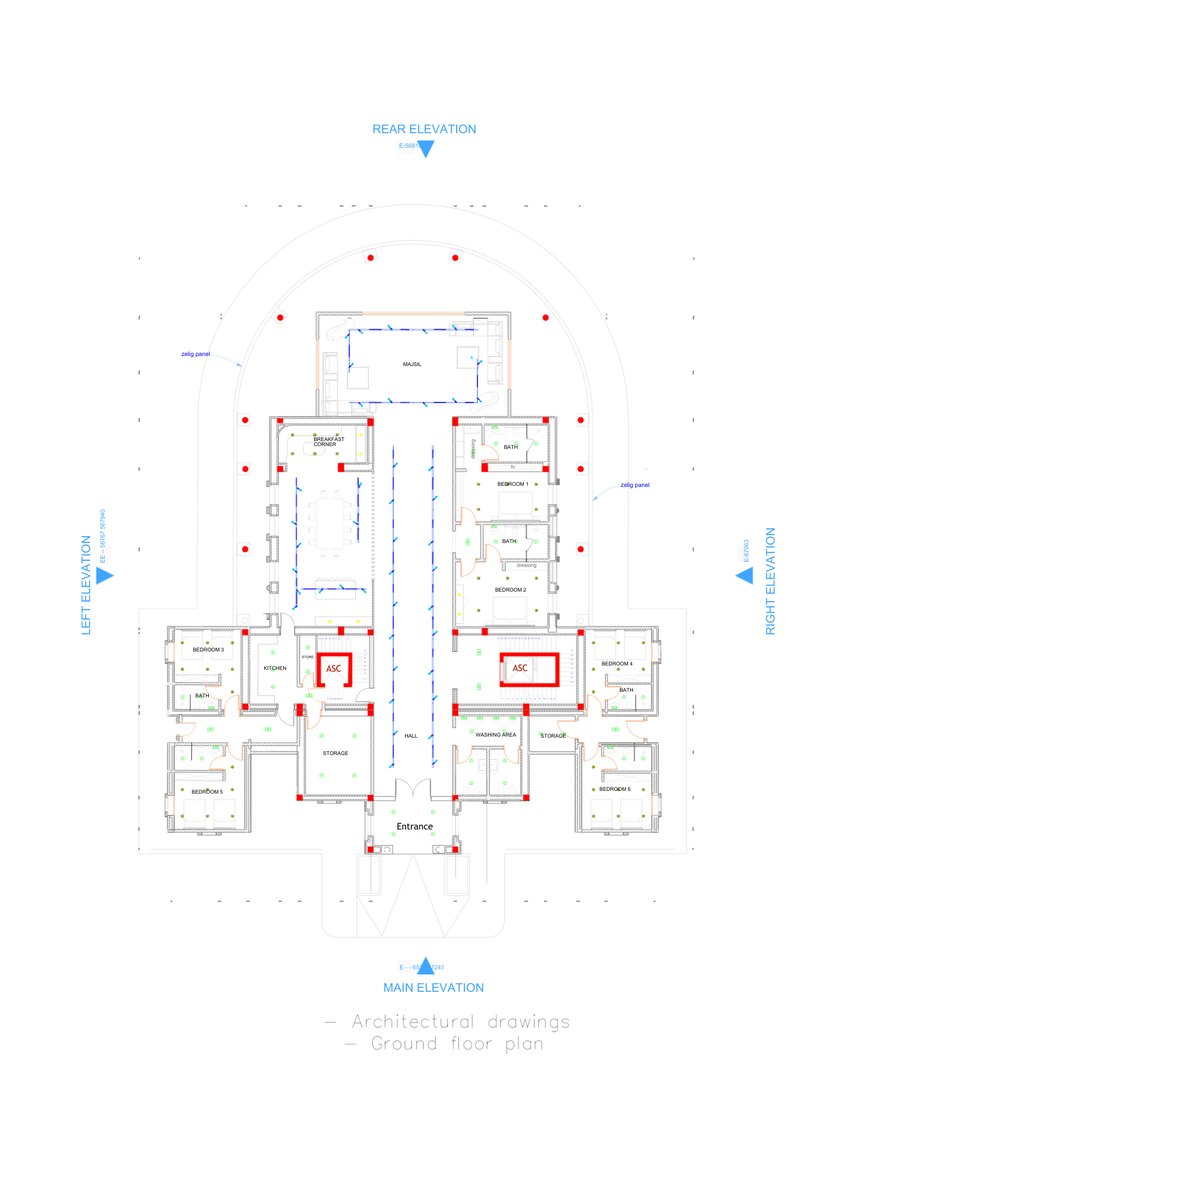 REAR ELEVATION
zelig panel
MAJSIL
BREAKFAST
CORNER
dressing
BATH
tv
BEDROOM 1
zelig panel
BATH
dressing
BEDROOM 2
LEFT ELEVATION
RIGHT ELEVATION
BEDROOM 3
KITCHEN
STORE
ASC
ASC
BEDROOM 4
BATH
BATH
HALL
WASHING AREA
STORAGE
STORAGE
BEDROOM 5
BEDROOM 6
Entrance
MAIN ELEVATION
- Architectural drawings
- Ground floor plan